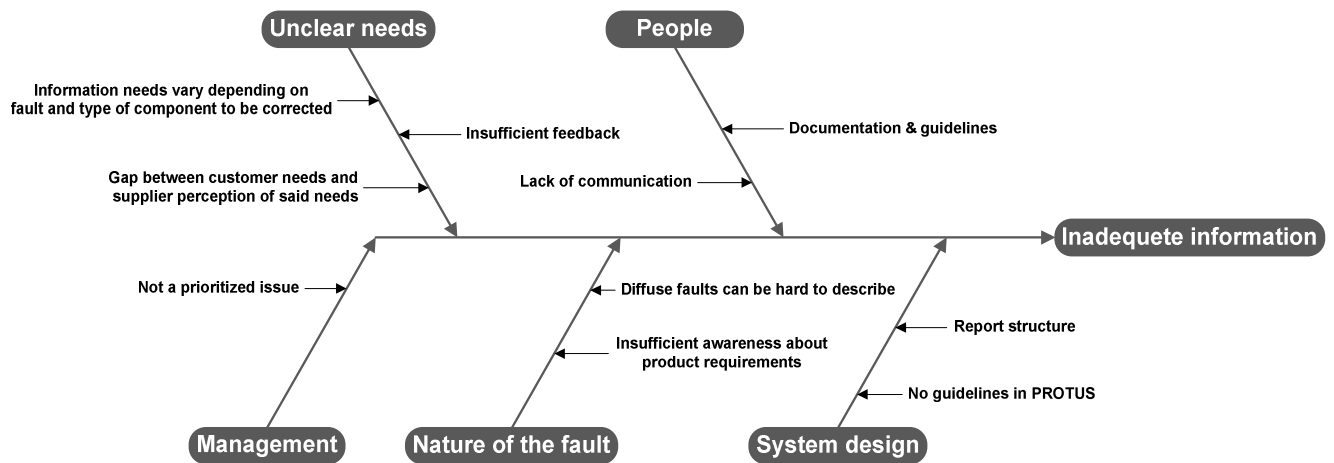 Unclear needs
People
Information needs vary depending on
fault and type of component to be corrected
Insufficient feedback
Documentation & guidelines
Gap between customer needs and
supplier perception of said needs
Lack of communication
Inadequete information
Not a prioritized issue
Diffuse faults can be hard to describe
Report structure
Insufficient awareness about
product requirements
No guidelines in PROTUS
Management
Nature of the fault
System design